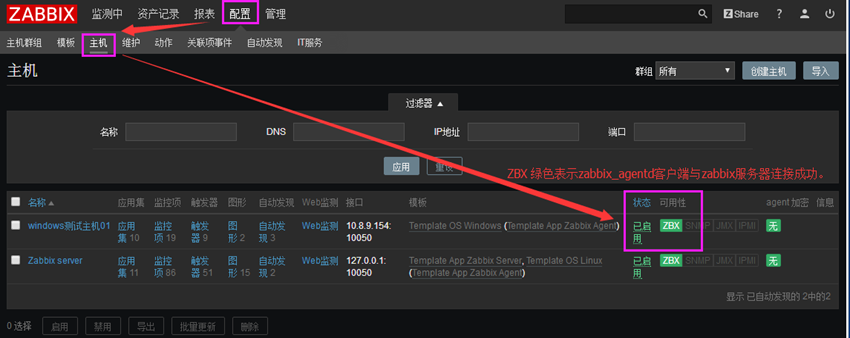 ZABBIX 监测中 资产记录 报表 配置 管理 Z Share ?
主机群组 模板 主机 维护 动作 关联项事件 自动发现 IT服务
主机 群组 所有 创建主机 导入
过滤器
名称 DNS IP地址 端口
应用 重设
ZBX 绿色表示zabbix_agentd客户端与zabbix服务器连接成功。
名称 应用集 监控项 触发器 图形 自动发现 Web监测 接口 模板 状态 可用性 agent 加密 信息
windows测试主机01 应用集 10 监控项 19 触发器 9 图形 2 自动发现 3 Web监测 10.8.9.154: 10050 Template OS Windows (Template App Zabbix Agent) 已启用 ZBX SNMP JMX IPMI 无
Zabbix server 应用集 11 监控项 86 触发器 51 图形 15 自动发现 2 Web监测 127.0.0.1: 10050 Template App Zabbix Server, Template OS Linux (Template App Zabbix Agent) 已启用 ZBX SNMP JMX IPMI 无
显示 已自动发现的 2中的2
0 选择 启用 禁用 导出 批量更新 删除